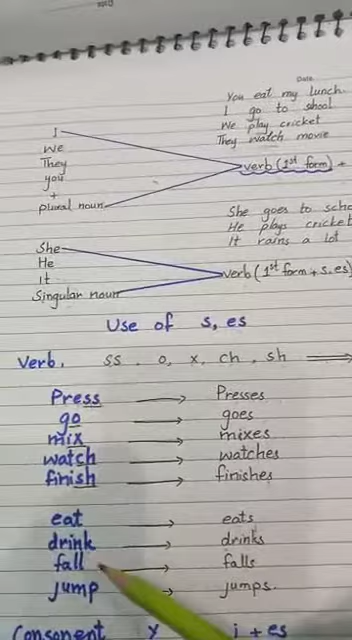 Date
You eat my lunch.
I go to shool
We play cricket
They watch movie
I
We
They
you
+
plural noun
verb (1st form) +
She goes to scho
He plays cricket
It rains a lot
She
He
It
Singular noun
verb (1st form + s, es)
Use of s, es
Verb, ss . o, x, ch , sh ⟹
Press → Presses
go → goes
mix → mixes
watch → watches
finish → finishes
eat → eats
drink → drinks
fall → falls
jump → jumps.
Consonent y i + es